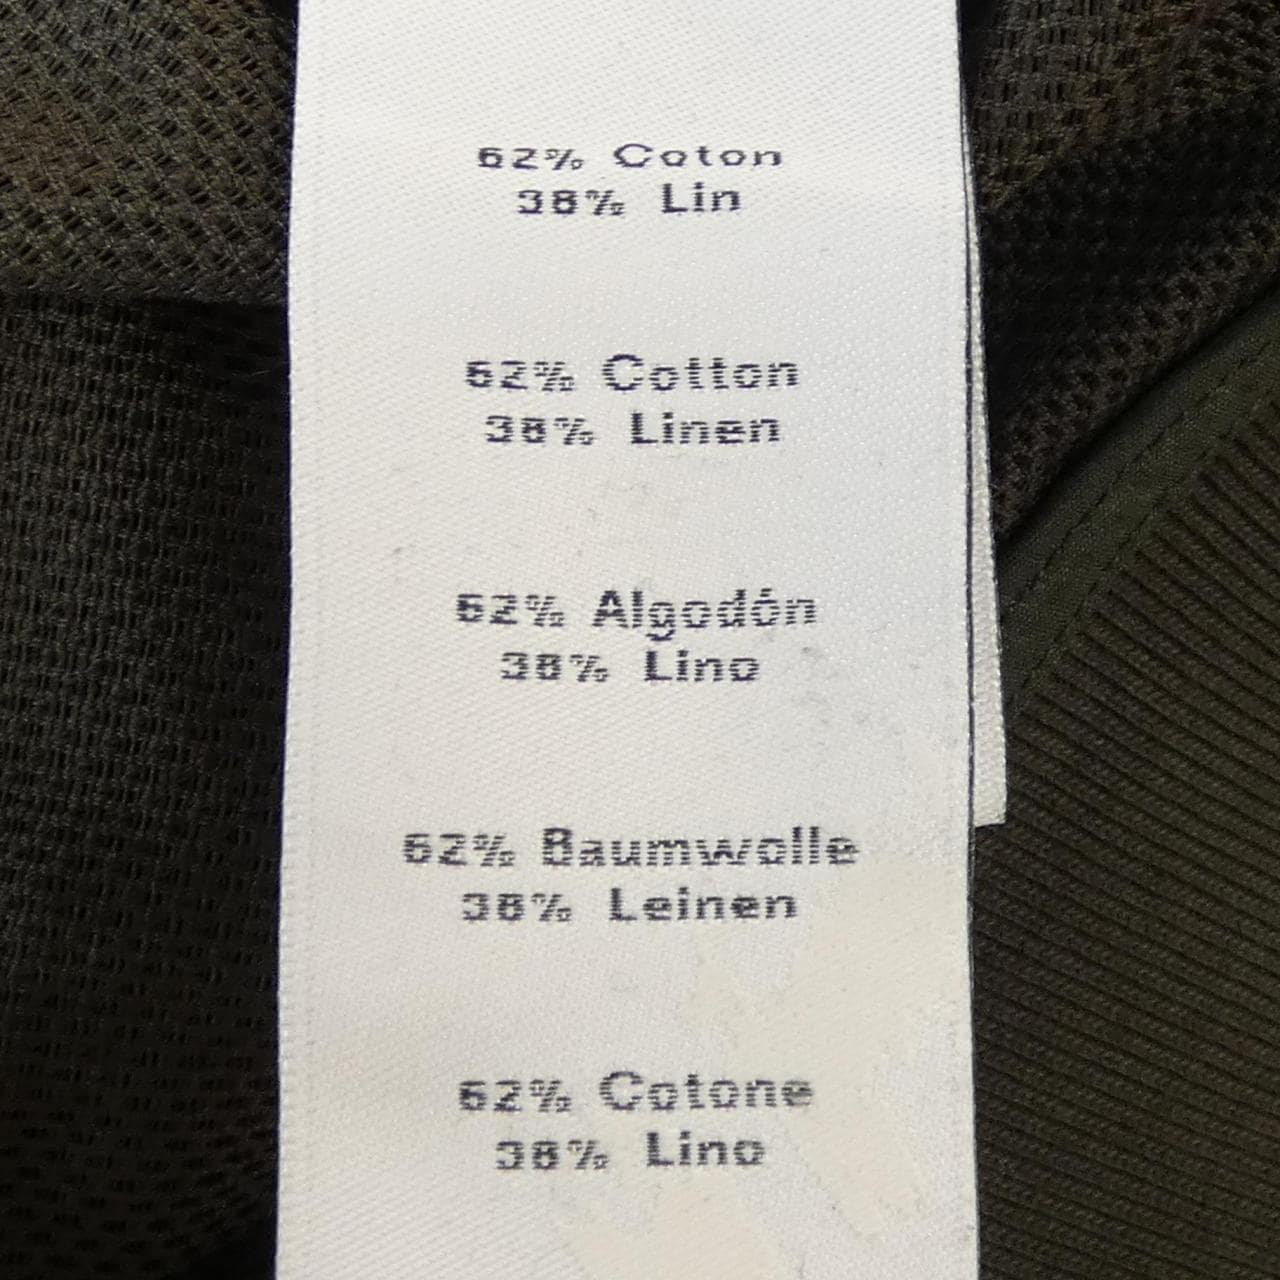 62% Coton
38% Lin
62% Cotton
38% Linen
62% Algodón
38% Lino
62% Baumwolle
38% Leinen
62% Cotone
38% Lino